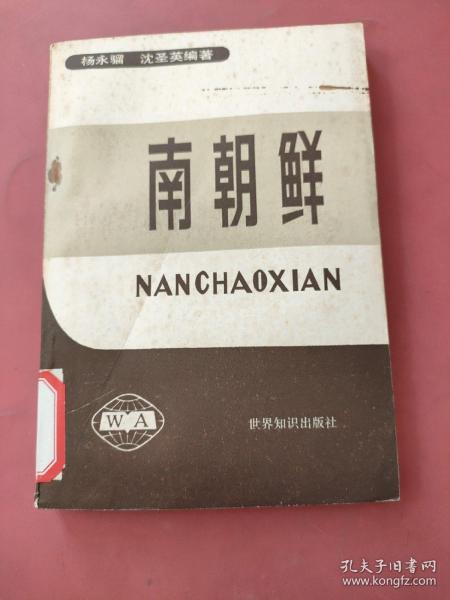 杨永骝 沈圣英编著
南朝鲜
NANCHAOXIAN
WA
世界知识出版社
孔夫子旧书网
www.kongfz.com